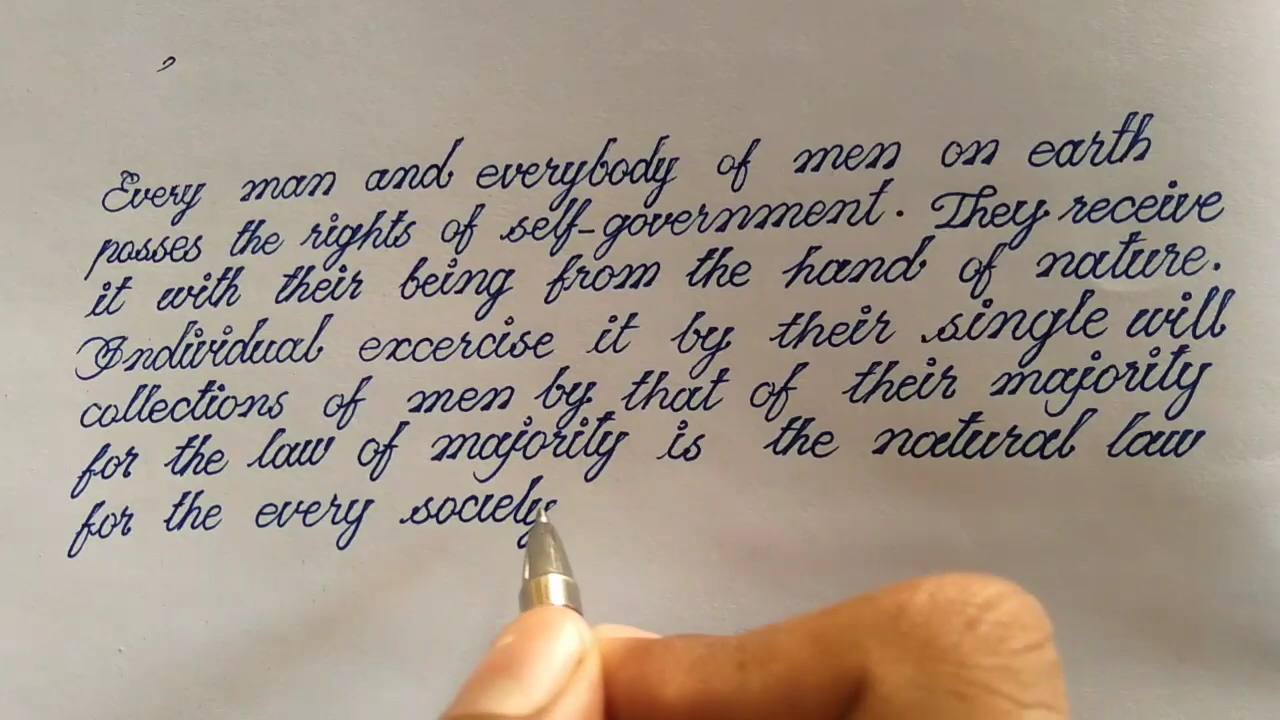 Every man and everybody of men on earth
posses the rights of self-government. They receive
it with their being from the hand of nature.
Individual excercise it by their single will
collections of men by that of their majority
for the law of majority is the natural law
for the every society